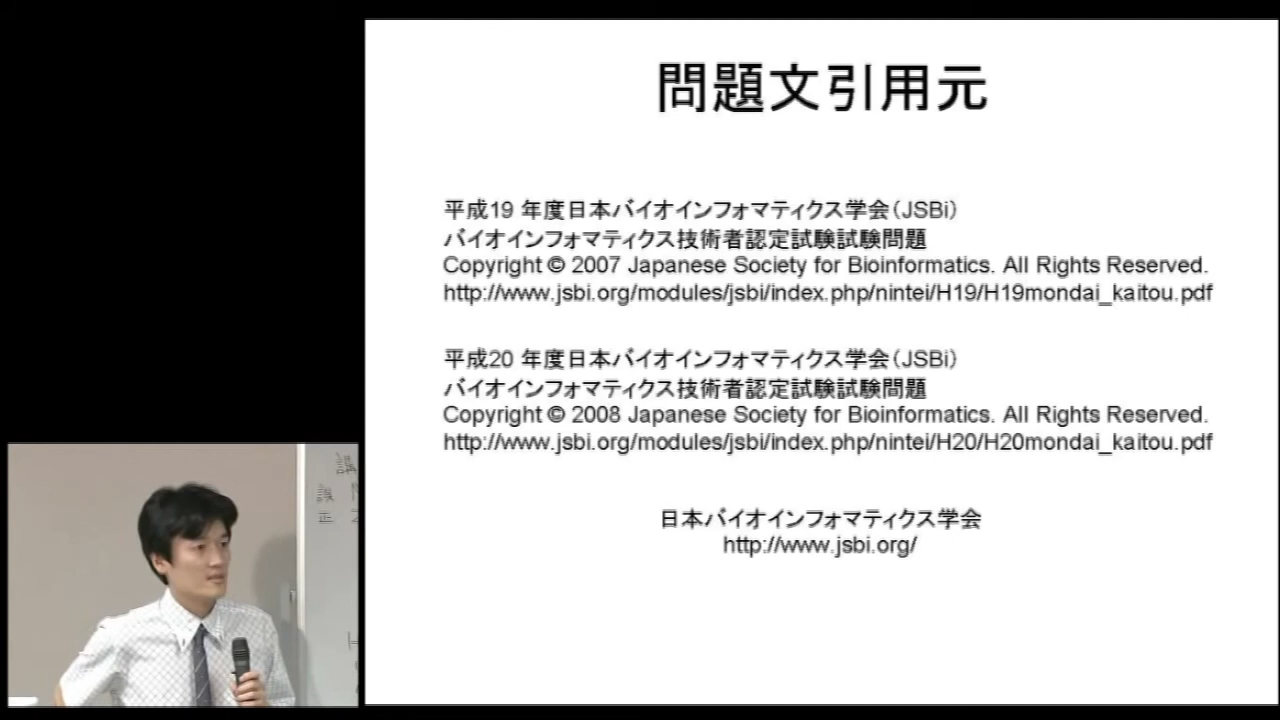 問題文引用元
平成19 年度日本バイオインフォマティクス学会(JSBi)
バイオインフォマティクス技術者認定試験試験問題
Copyright © 2007 Japanese Society for Bioinformatics. All Rights Reserved.
http://www.jsbi.org/modules/jsbi/index.php/nintei/H19/H19mondai_kaitou.pdf
平成20 年度日本バイオインフォマティクス学会(JSBi)
バイオインフォマティクス技術者認定試験試験問題
Copyright © 2008 Japanese Society for Bioinformatics. All Rights Reserved.
http://www.jsbi.org/modules/jsbi/index.php/nintei/H20/H20mondai_kaitou.pdf
日本バイオインフォマティクス学会
http://www.jsbi.org/